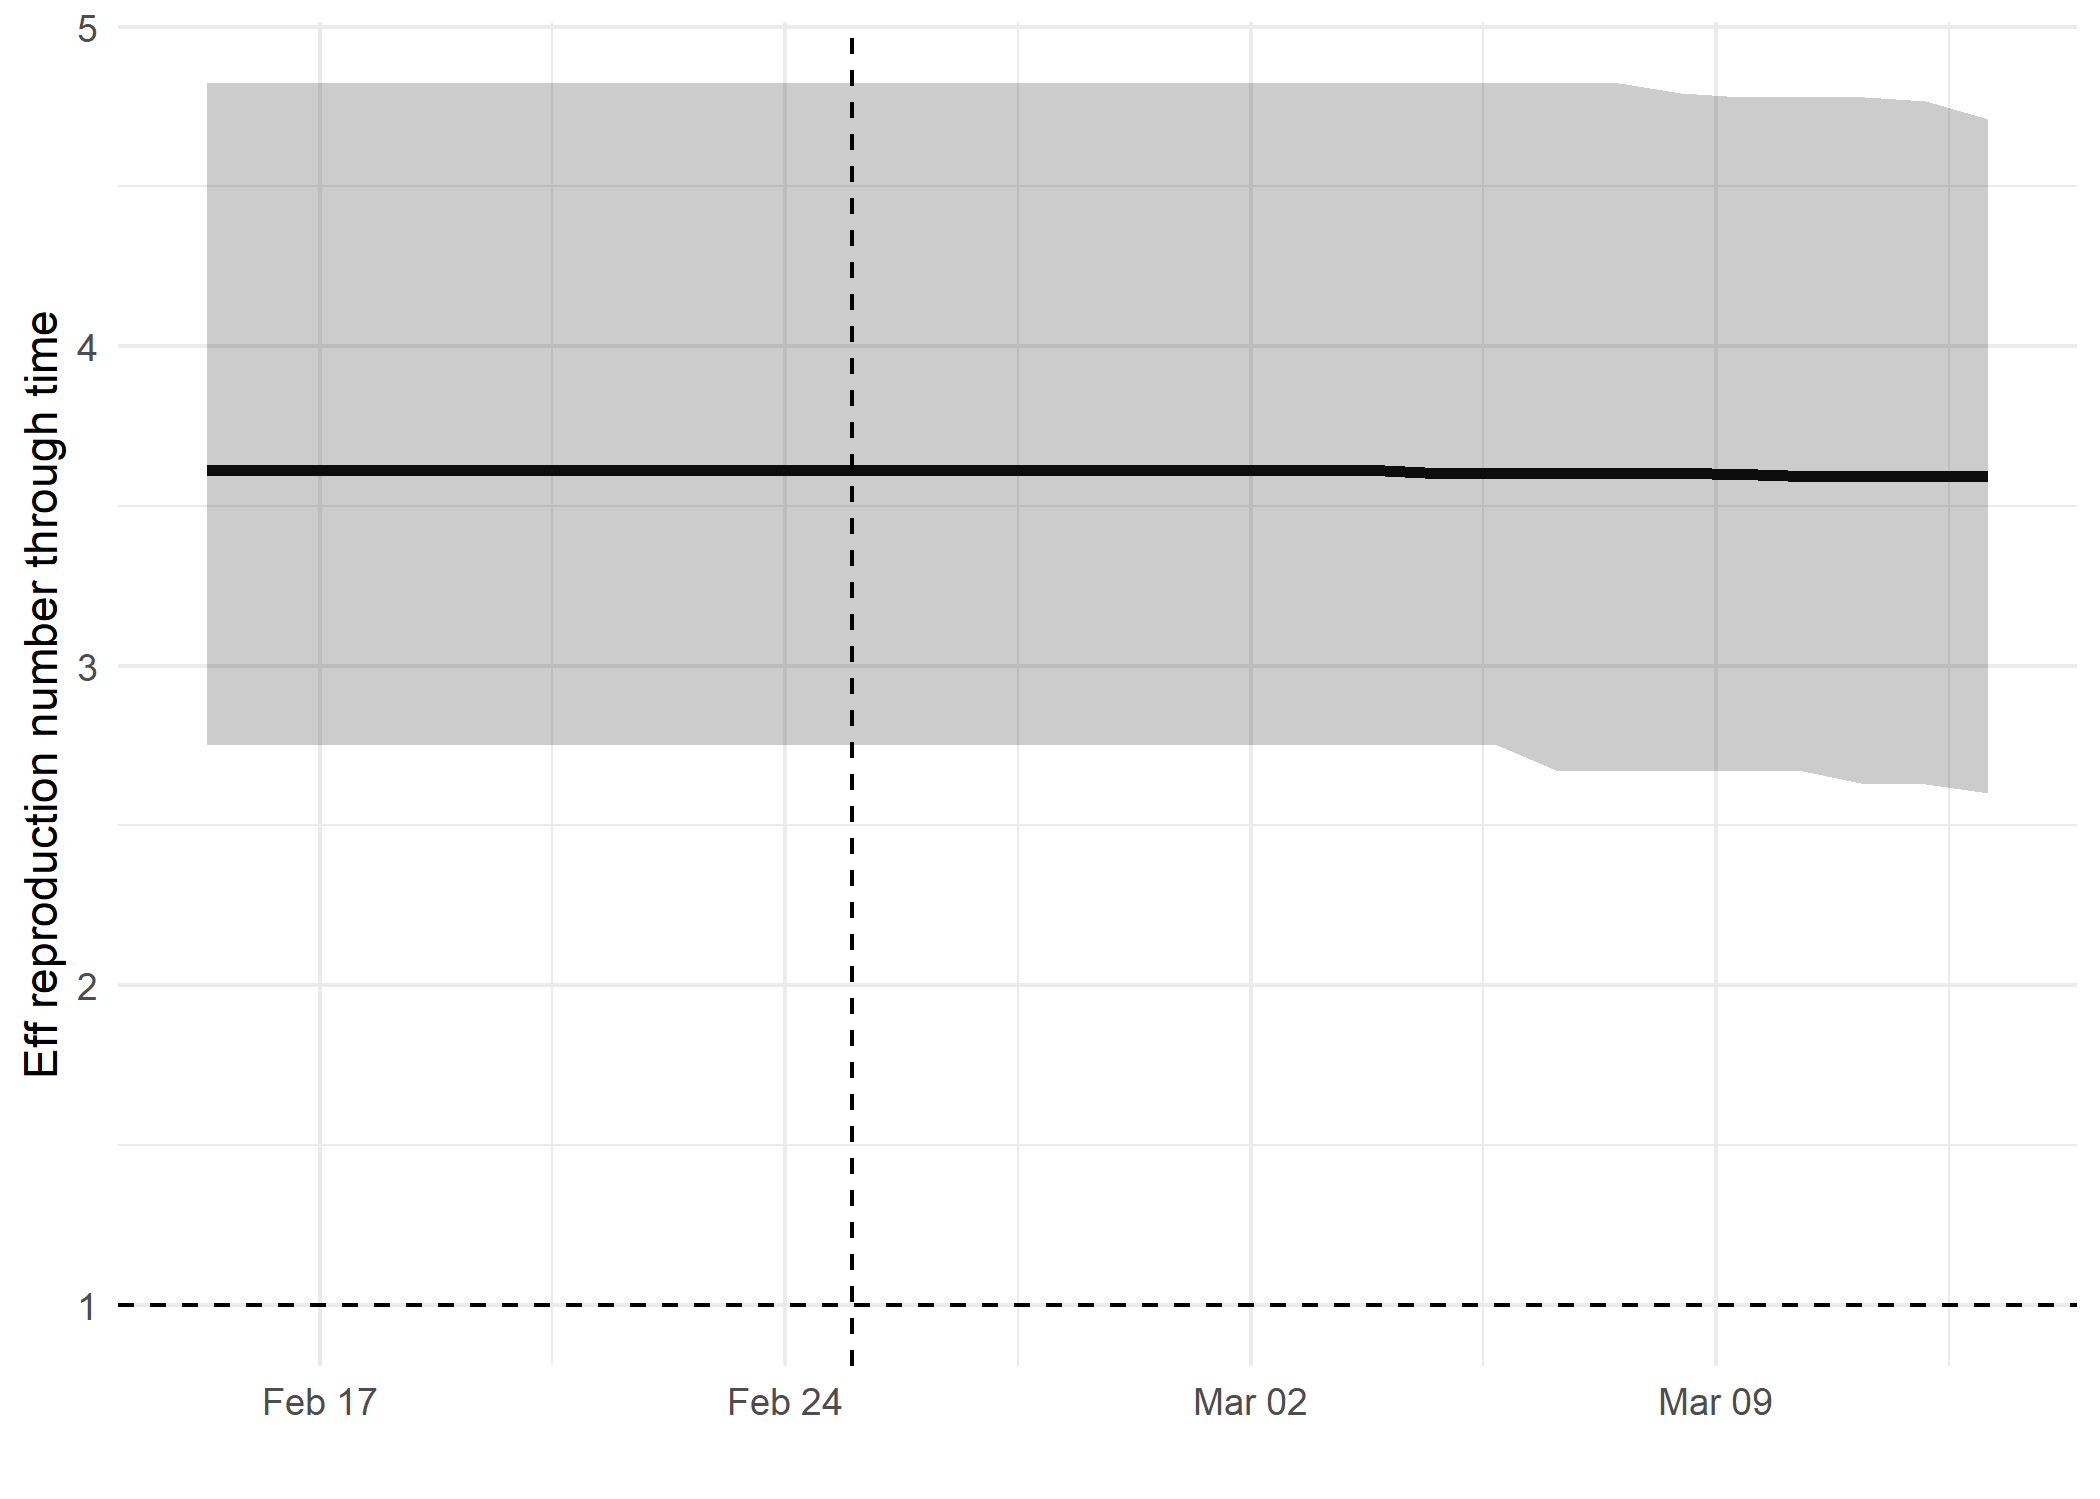 Eff reproduction number through time
5
4
3
2
1
Feb 17
Feb 24
Mar 02
Mar 09